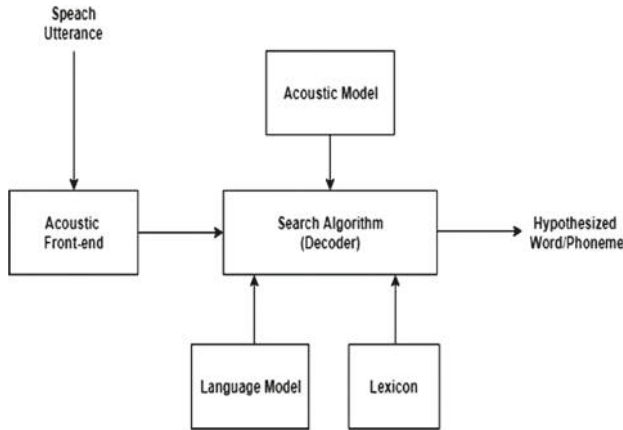 Speach
Utterance
Acoustic Model
Acoustic
Front-end
Search Algorithm
(Decoder)
Hypothesized
Word/Phoneme
Language Model
Lexicon